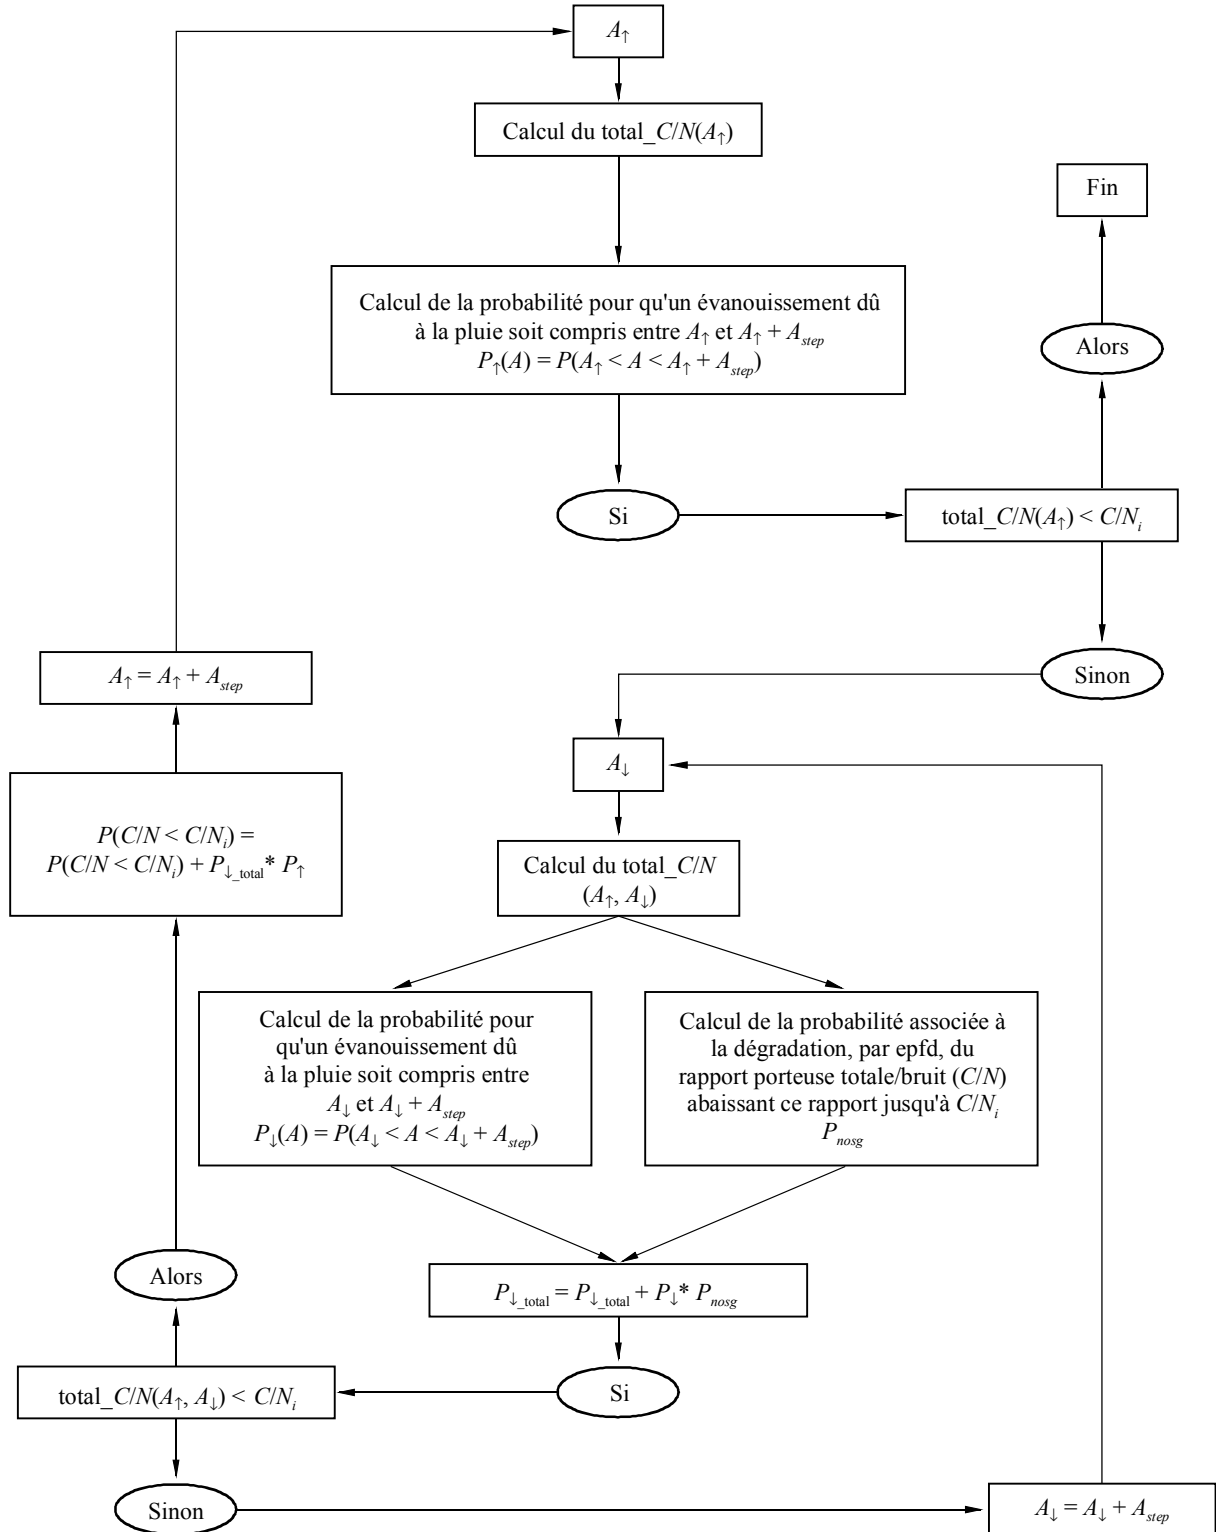 A↑
Calcul du total_C/N(A↑)
Fin
Calcul de la probabilité pour qu'un évanouissement dû
à la pluie soit compris entre A↑ et A↑ + Astep
P↑(A) = P(A↑ < A < A↑ + Astep)
Alors
Si
total_C/N(A↑) < C/Ni
Sinon
A↑ = A↑ + Astep
A↓
P(C/N < C/Ni) =
P(C/N < C/Ni) + P↓_total* P↑
Calcul du total_C/N
(A↑, A↓)
Calcul de la probabilité pour
qu'un évanouissement dû
à la pluie soit compris entre
A↓ et A↓ + Astep
P↓(A) = P(A↓ < A < A↓ + Astep)
Calcul de la probabilité associée à
la dégradation, par epfd, du
rapport porteuse totale/bruit (C/N)
abaissant ce rapport jusqu'à C/Ni
Pnosg
Alors
P↓_total = P↓_total + P↓* Pnosg
total_C/N(A↑, A↓) < C/Ni
Si
Sinon
A↓ = A↓ + Astep